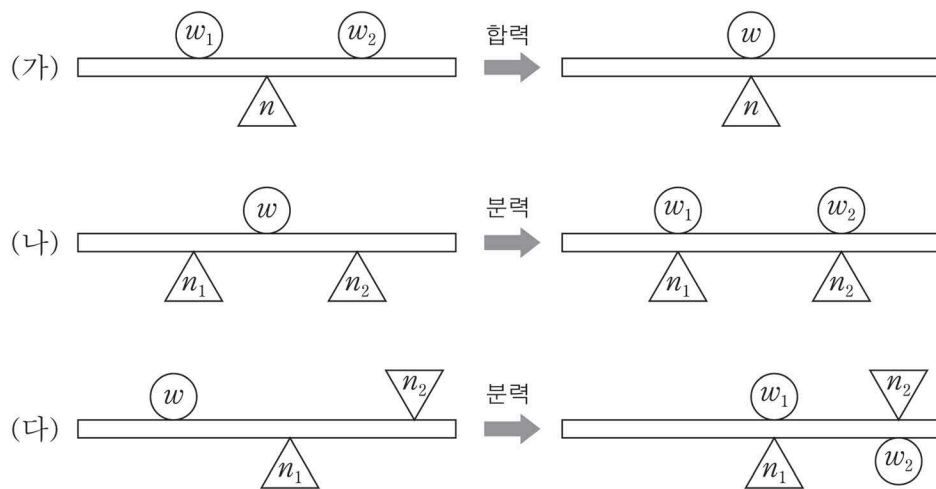 (가) w₁ w₂ n 합력 w n
(나) w n₁ n₂ 분력 w₁ w₂ n₁ n₂
(다) w n₂ n₁ 분력 w₁ n₂ n₁ w₂